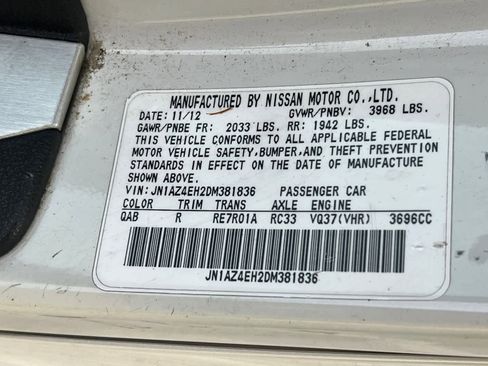 MANUFACTURED BY NISSAN MOTOR CO.,LTD.
DATE: 11/12 GVWR/PNBV: 3968 LBS.
GAWR/PNBE FR: 2033 LBS. RR: 1942 LBS.
THIS VEHICLE CONFORMS TO ALL APPLICABLE FEDERAL
MOTOR VEHICLE SAFETY,BUMPER,AND THEFT PREVENTION
STANDARDS IN EFFECT ON THE DATE OF MANUFACTURE
SHOWN ABOVE.
VIN: JN1AZ4EH2DM381836 PASSENGER CAR
COLOR TRIM TRANS AXLE ENGINE
QAB R RE7R01A RC33 VQ37(VHR) 3696CC
JN1AZ4EH2DM381836